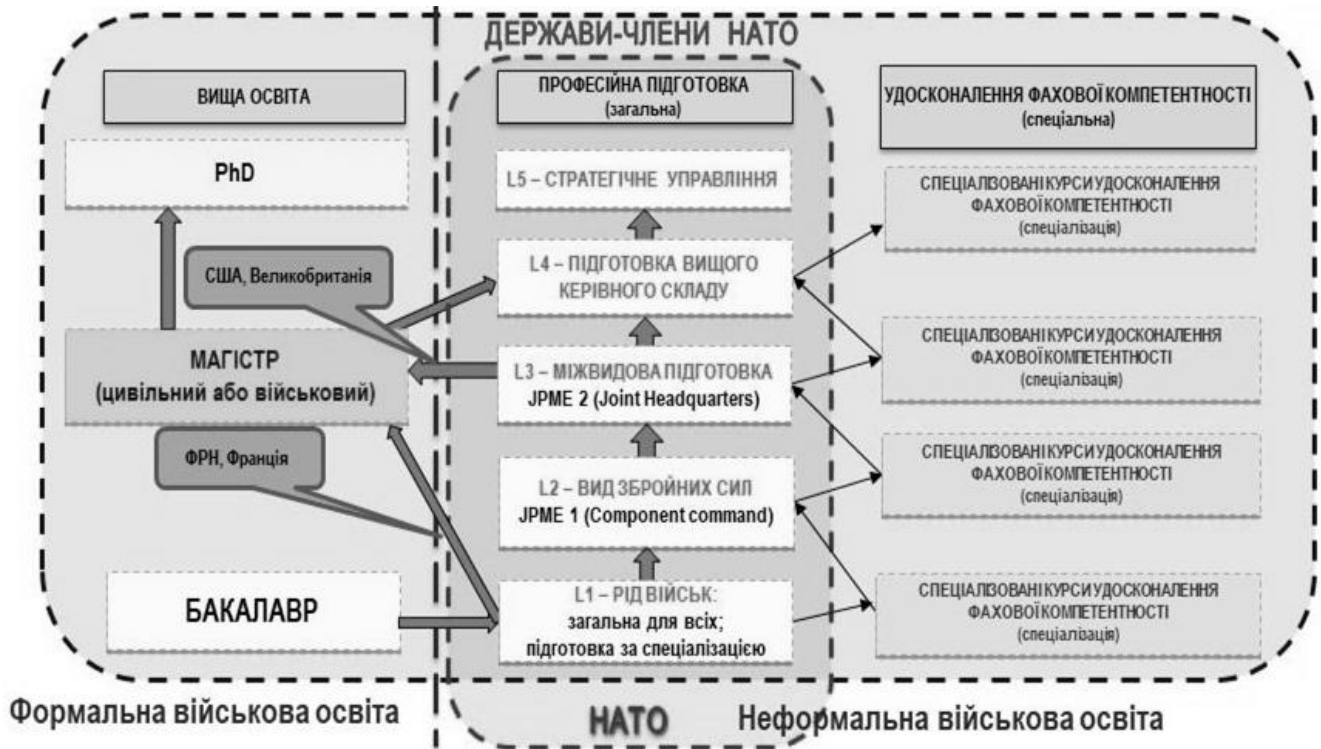 ДЕРЖАВИ-ЧЛЕНИ НАТО
ВИЩА ОСВІТА
PhD
США, Великобританія
МАГІСТР
(цивільний або військовий)
ФРН, Франція
БАКАЛАВР
Формальна військова освіта
ПРОФЕСІЙНА ПІДГОТОВКА
(загальна)
L5 – СТРАТЕГІЧНЕ УПРАВЛІННЯ
L4 – ПІДГОТОВКА ВИЩОГО
КЕРІВНОГО СКЛАДУ
L3 – МІЖВИДОВА ПІДГОТОВКА
JPME 2 (Joint Headquarters)
L2 – ВИД ЗБРОЙНИХ СИЛ
JPME 1 (Component command)
L1 – РІД ВІЙСЬК:
загальна для всіх;
підготовка за спеціалізацією
НАТО
УДОСКОНАЛЕННЯ ФАХОВОЇ КОМПЕТЕНТНОСТІ
(спеціальна)
СПЕЦІАЛІЗОВАНІ КУРСИ УДОСКОНАЛЕННЯ
ФАХОВОЇ КОМПЕТЕНТНОСТІ
(спеціалізація)
СПЕЦІАЛІЗОВАНІ КУРСИ УДОСКОНАЛЕННЯ
ФАХОВОЇ КОМПЕТЕНТНОСТІ
(спеціалізація)
СПЕЦІАЛІЗОВАНІ КУРСИ УДОСКОНАЛЕННЯ
ФАХОВОЇ КОМПЕТЕНТНОСТІ
(спеціалізація)
СПЕЦІАЛІЗОВАНІ КУРСИ УДОСКОНАЛЕННЯ
ФАХОВОЇ КОМПЕТЕНТНОСТІ
(спеціалізація)
Неформальна військова освіта